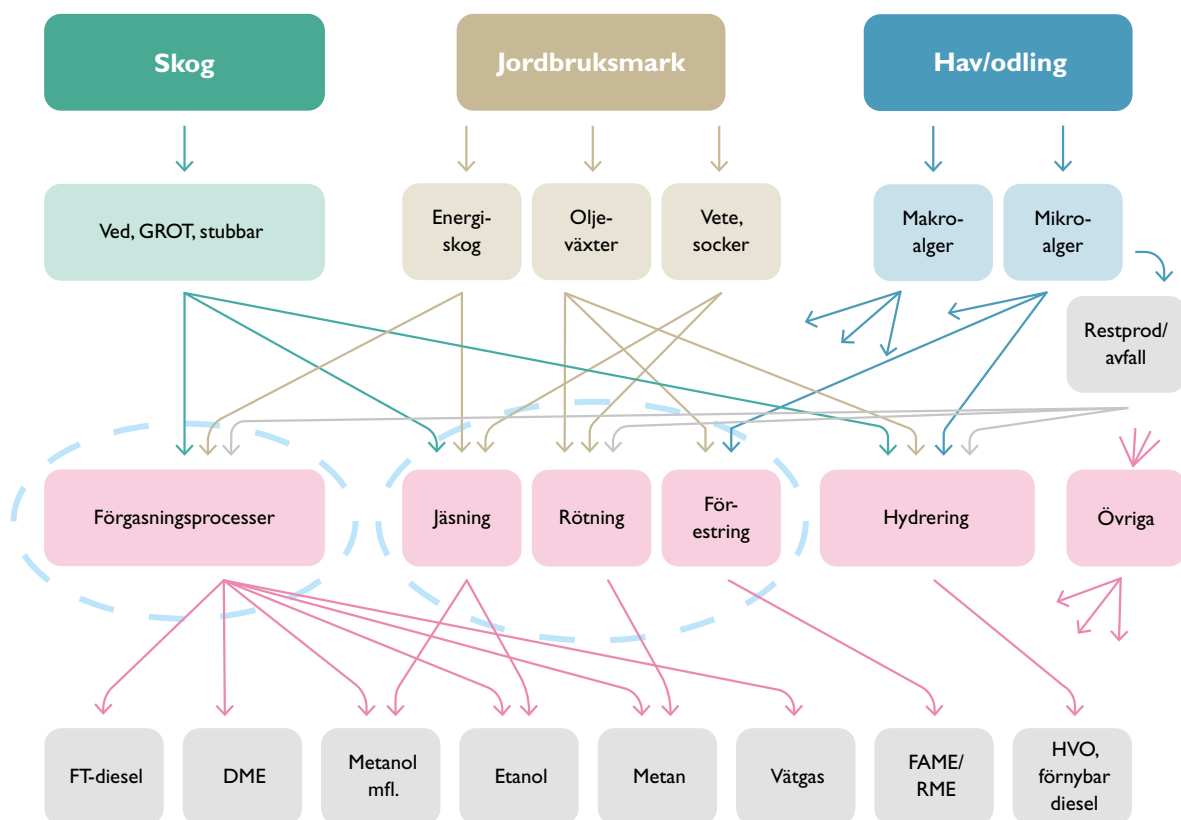 Skog
Jordbruksmark
Hav/odling
Ved, GROT, stubbar
Energi-
skog
Olje-
växter
Vete,
socker
Makro-
alger
Mikro-
alger
Restprod/
avfall
Förgasningsprocesser
Jäsning
Rötning
För-
estring
Hydrering
Övriga
FT-diesel
DME
Metanol
mfl.
Etanol
Metan
Vätgas
FAME/
RME
HVO,
förnybar
diesel